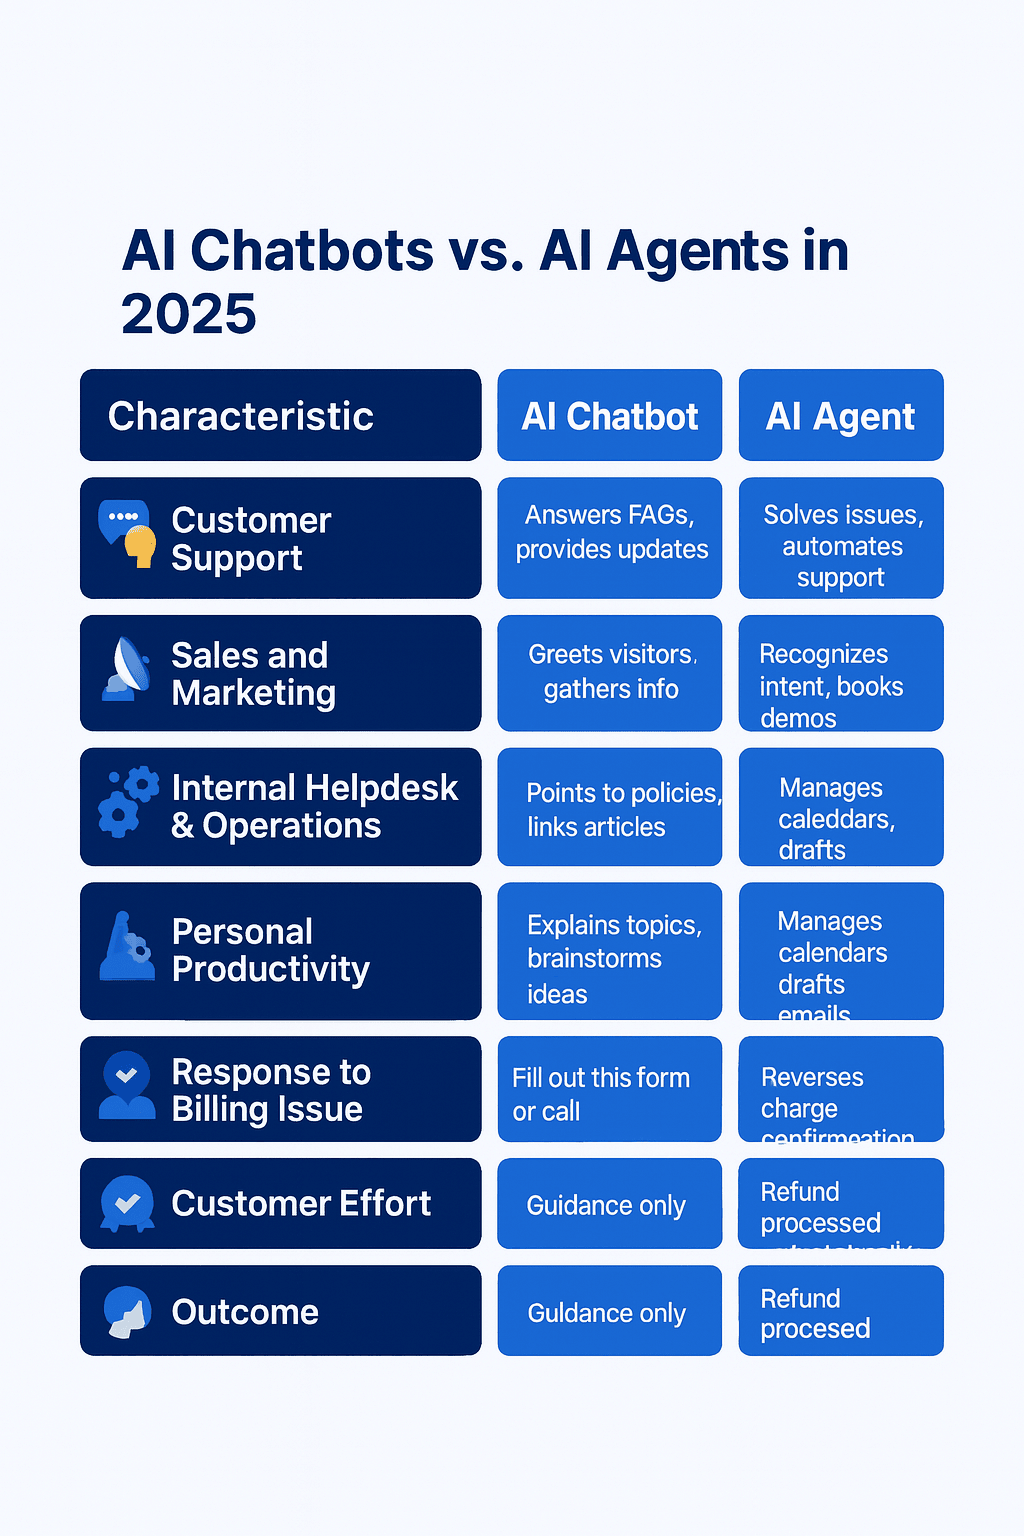 AI Chatbots vs. AI Agents in
2025
Characteristic
AI Chatbot
AI Agent
Customer
Support
Answers FAGs,
provides updates
Solves issues,
automates
support
Sales and
Marketing
Greets visitors.
gathers info
Recognizes
intent, books
demos
Internal Helpdesk
& Operations
Points to policies,
links articles
Manages
caleddars,
drafts
Personal
Productivity
Explains topics,
brainstorms
ideas
Manages
calendars
drafts
emails
Response to
Billing Issue
Fill out this form
or call
Reverses
charge
cenfirmeation
Customer Effort
Guidance only
Refund
processed
Outcome
Guldance only
Refund
procesed